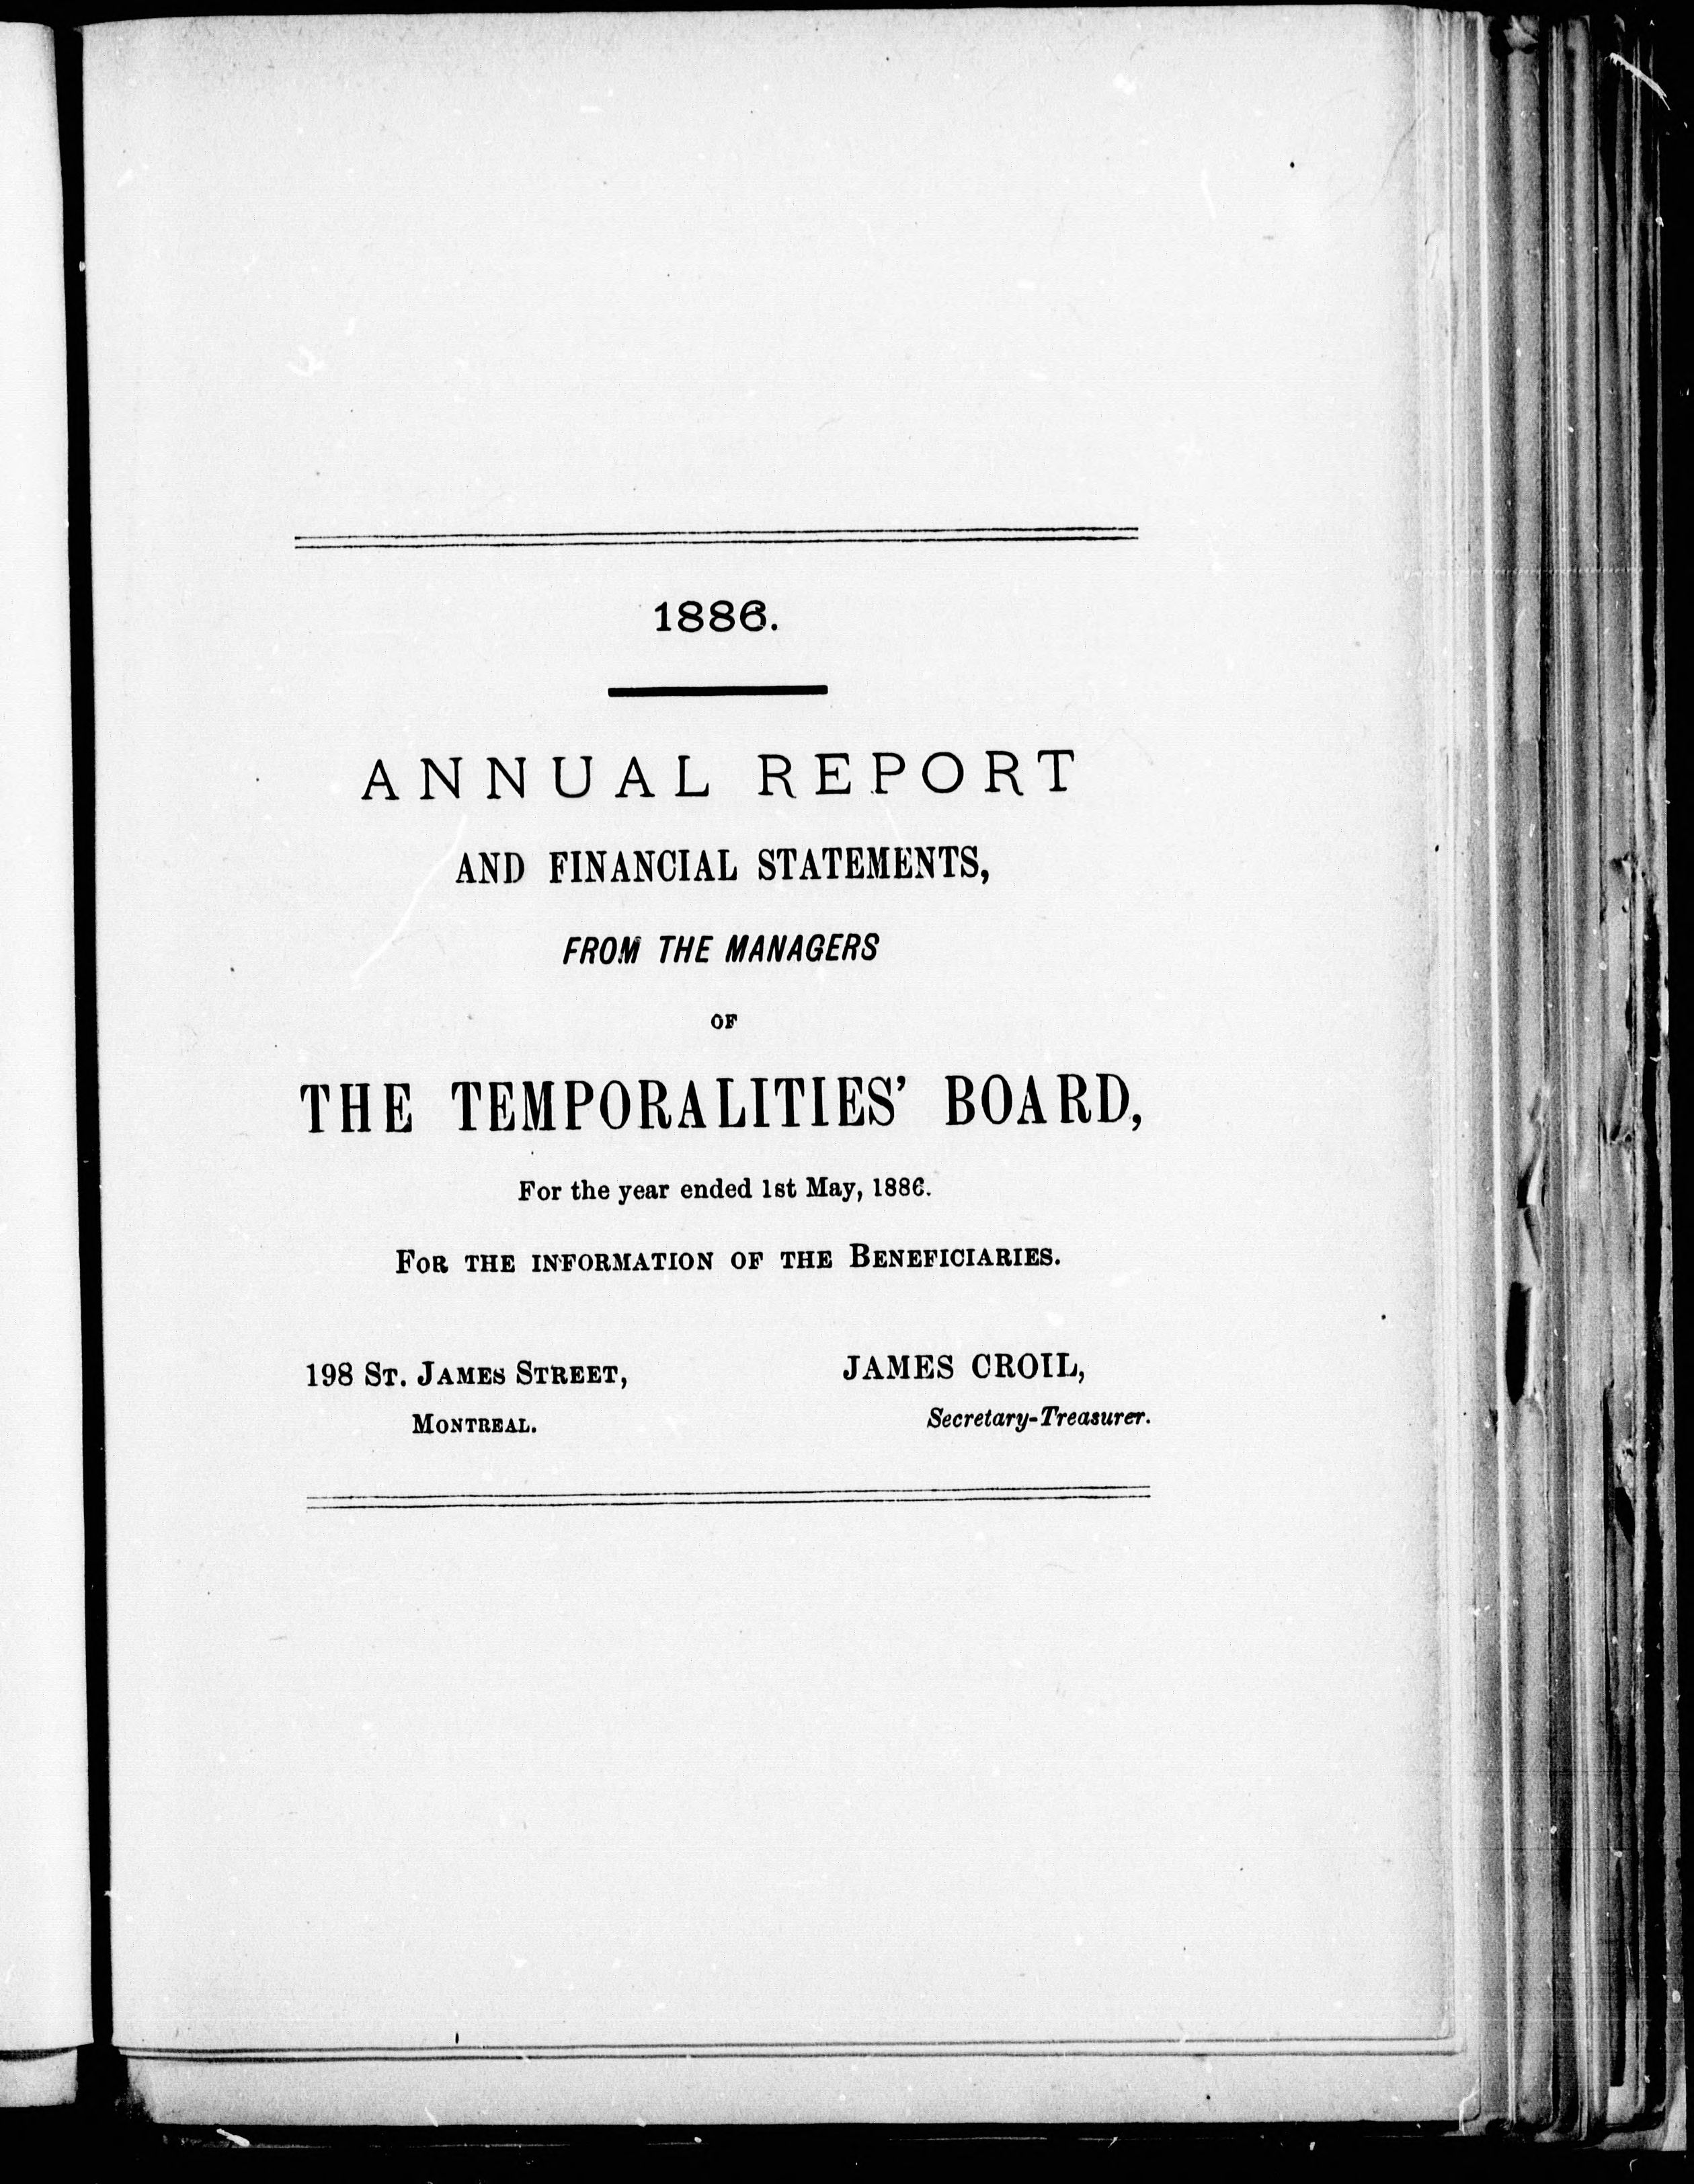 1886.
ANNUAL REPORT
AND FINANCIAL STATEMENTS,
FROM THE MANAGERS
OF
THE TEMPORALITIES' BOARD,
For the year ended 1st May, 1886.
FOR THE INFORMATION OF THE BENEFICIARIES.
198 ST. JAMES STREET, JAMES CROIL,
MONTREAL. Secretary-Treasurer.